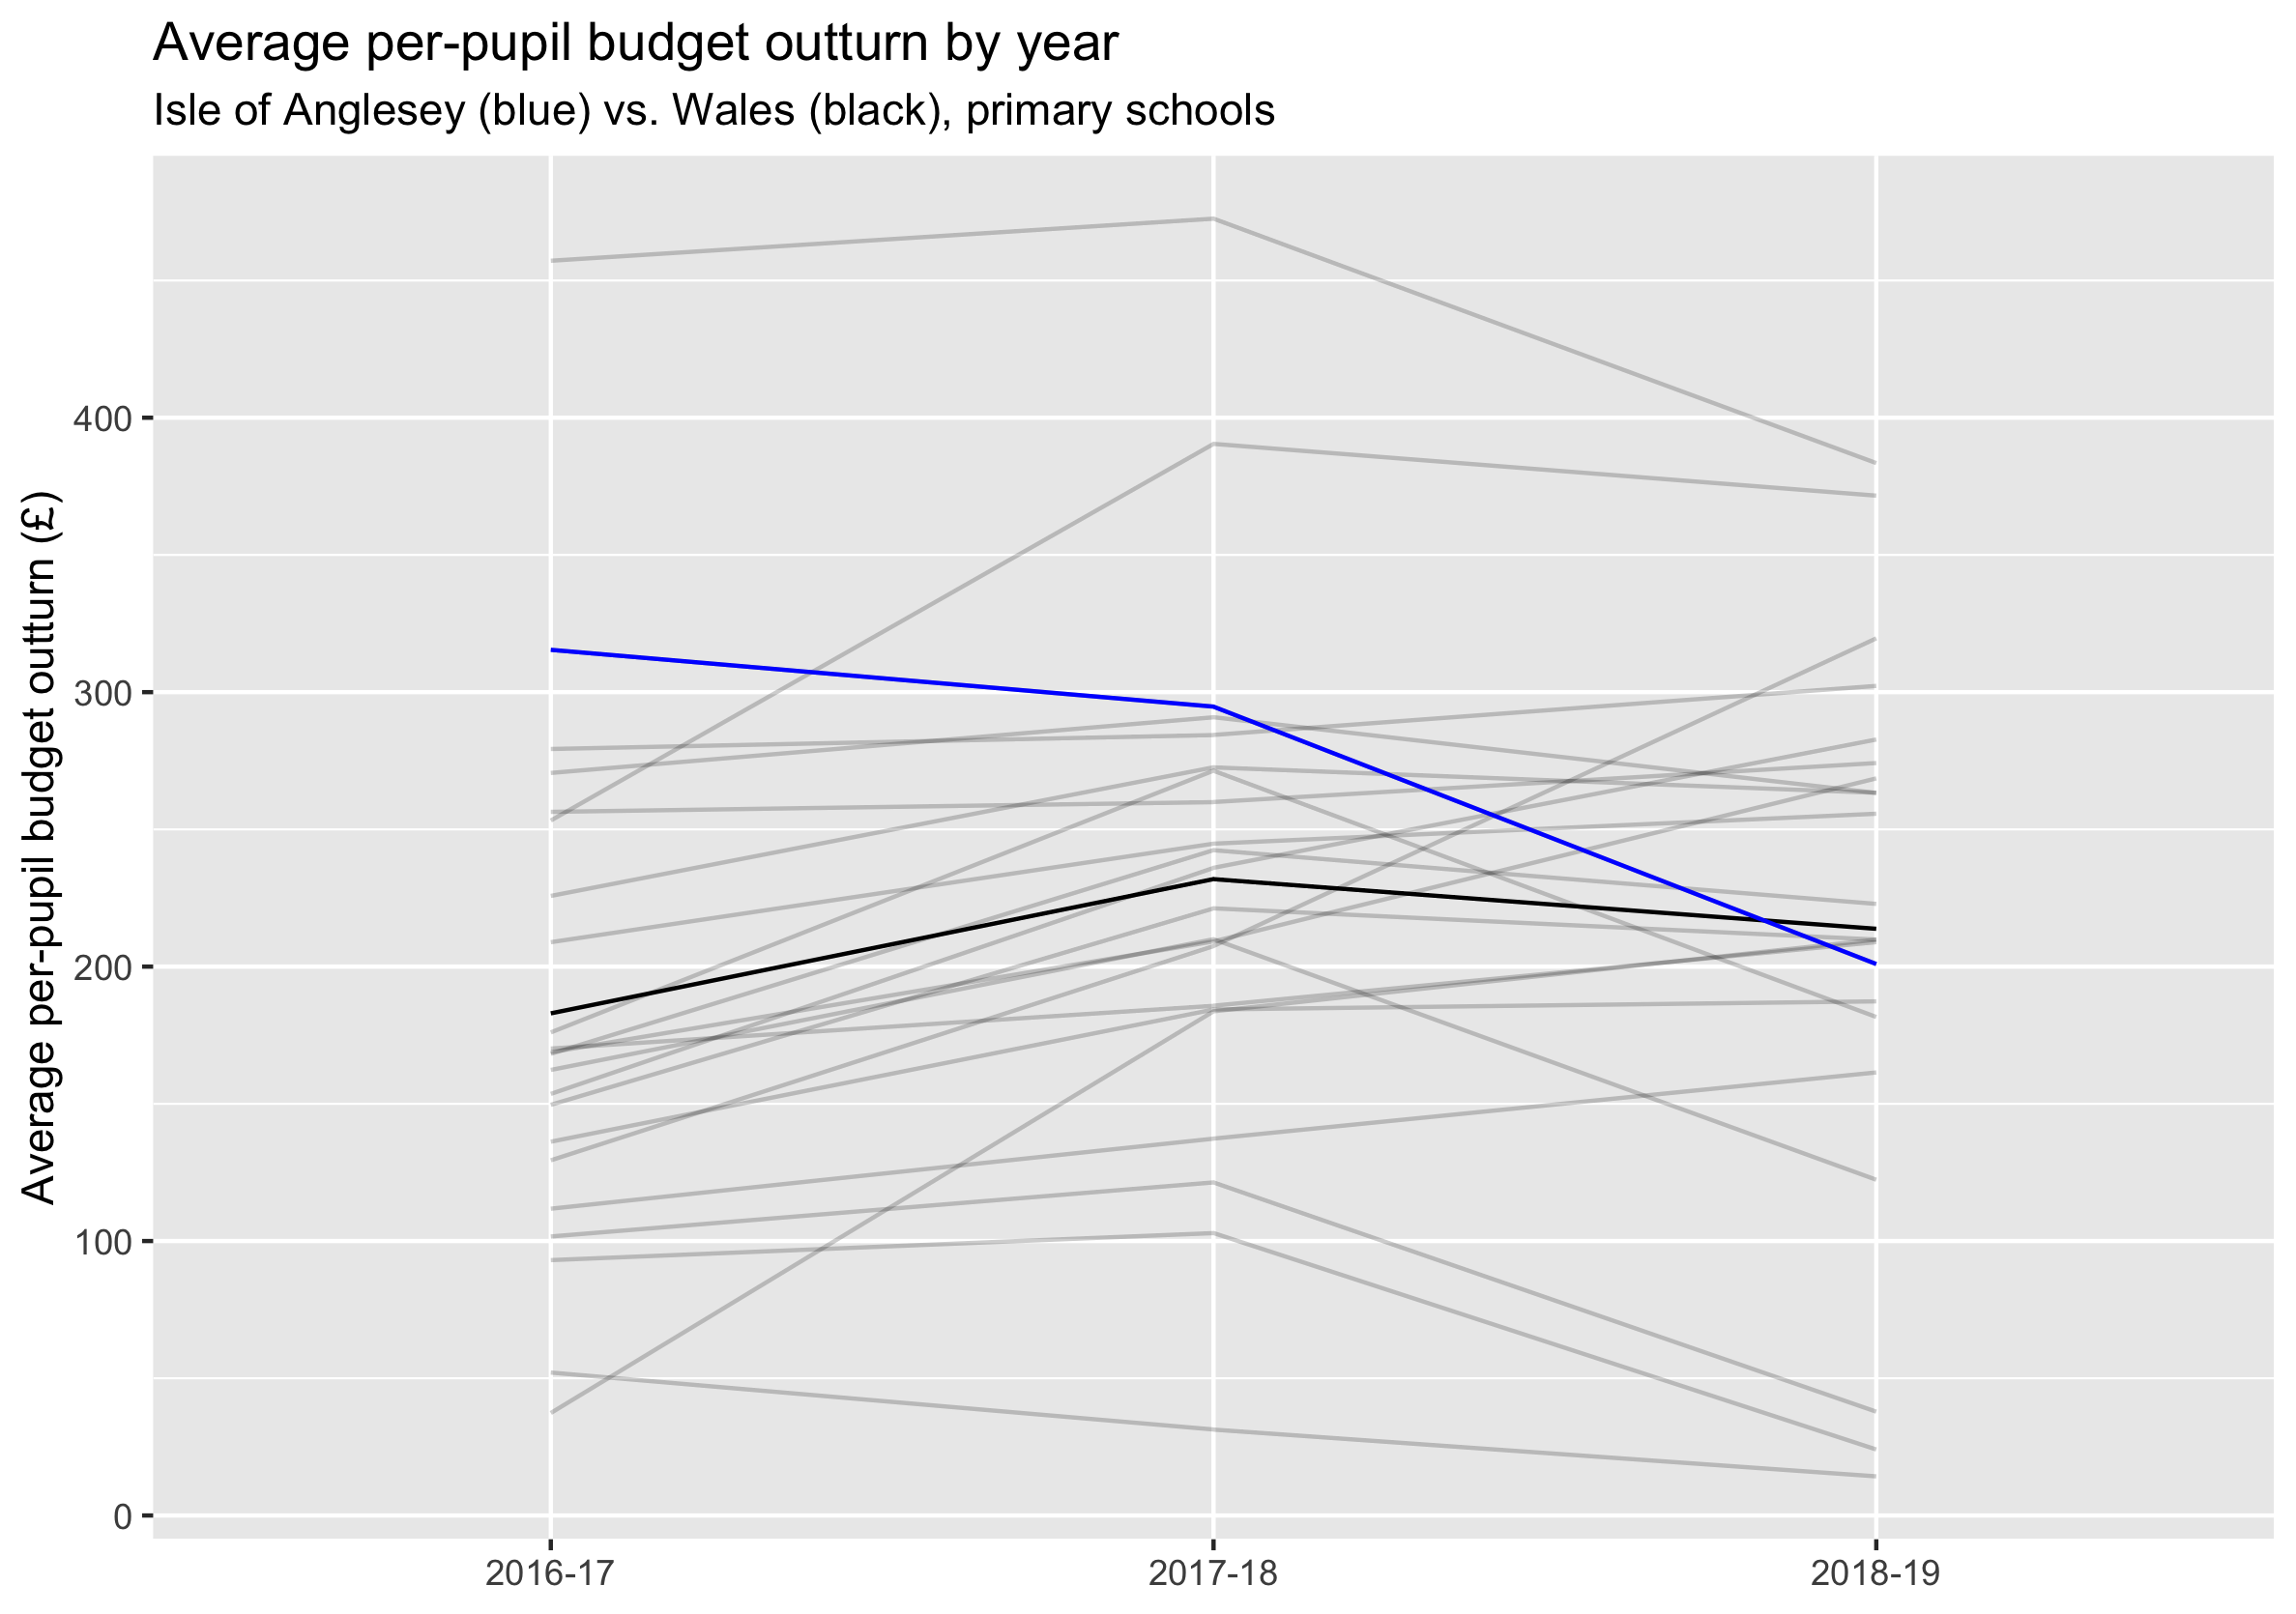 Average per-pupil budget outturn by year
Isle of Anglesey (blue) vs. Wales (black), primary schools
Average per-pupil budget outturn (£)
400
300
200
100
0
2016-17
2017-18
2018-19